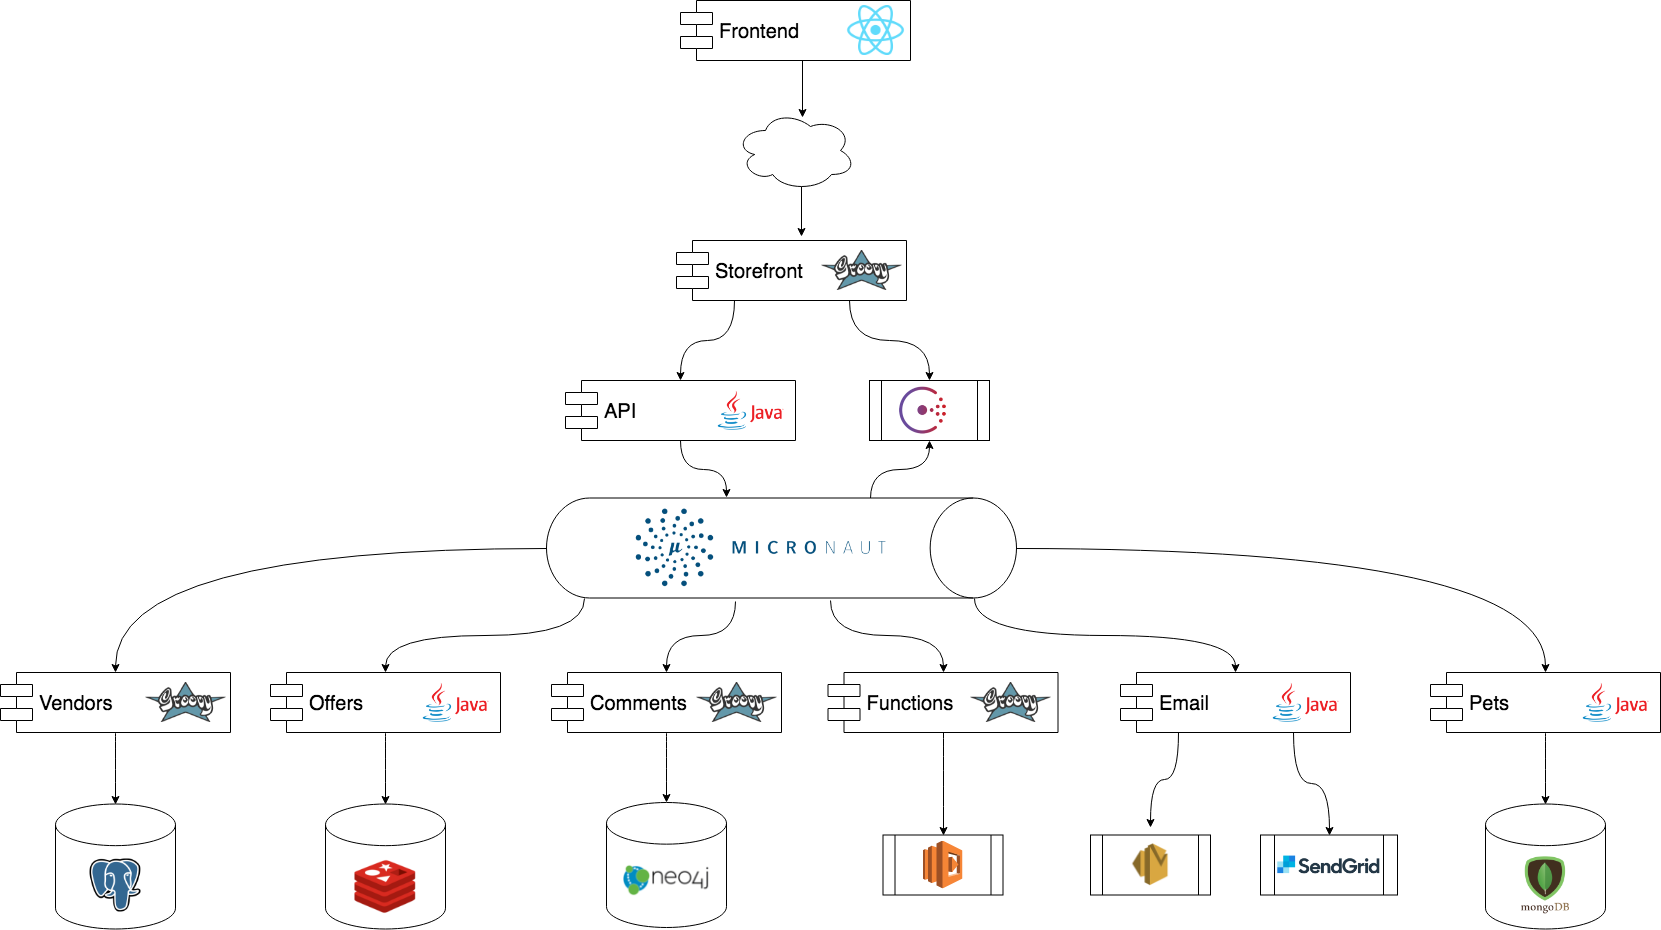 Frontend
Storefront
Groovy
API
Java
μ
MICRONAUT
Vendors
Groovy
Offers
Java
Comments
Groovy
Functions
Groovy
Email
Java
Pets
Java
neo4j
SendGrid
mongoDB